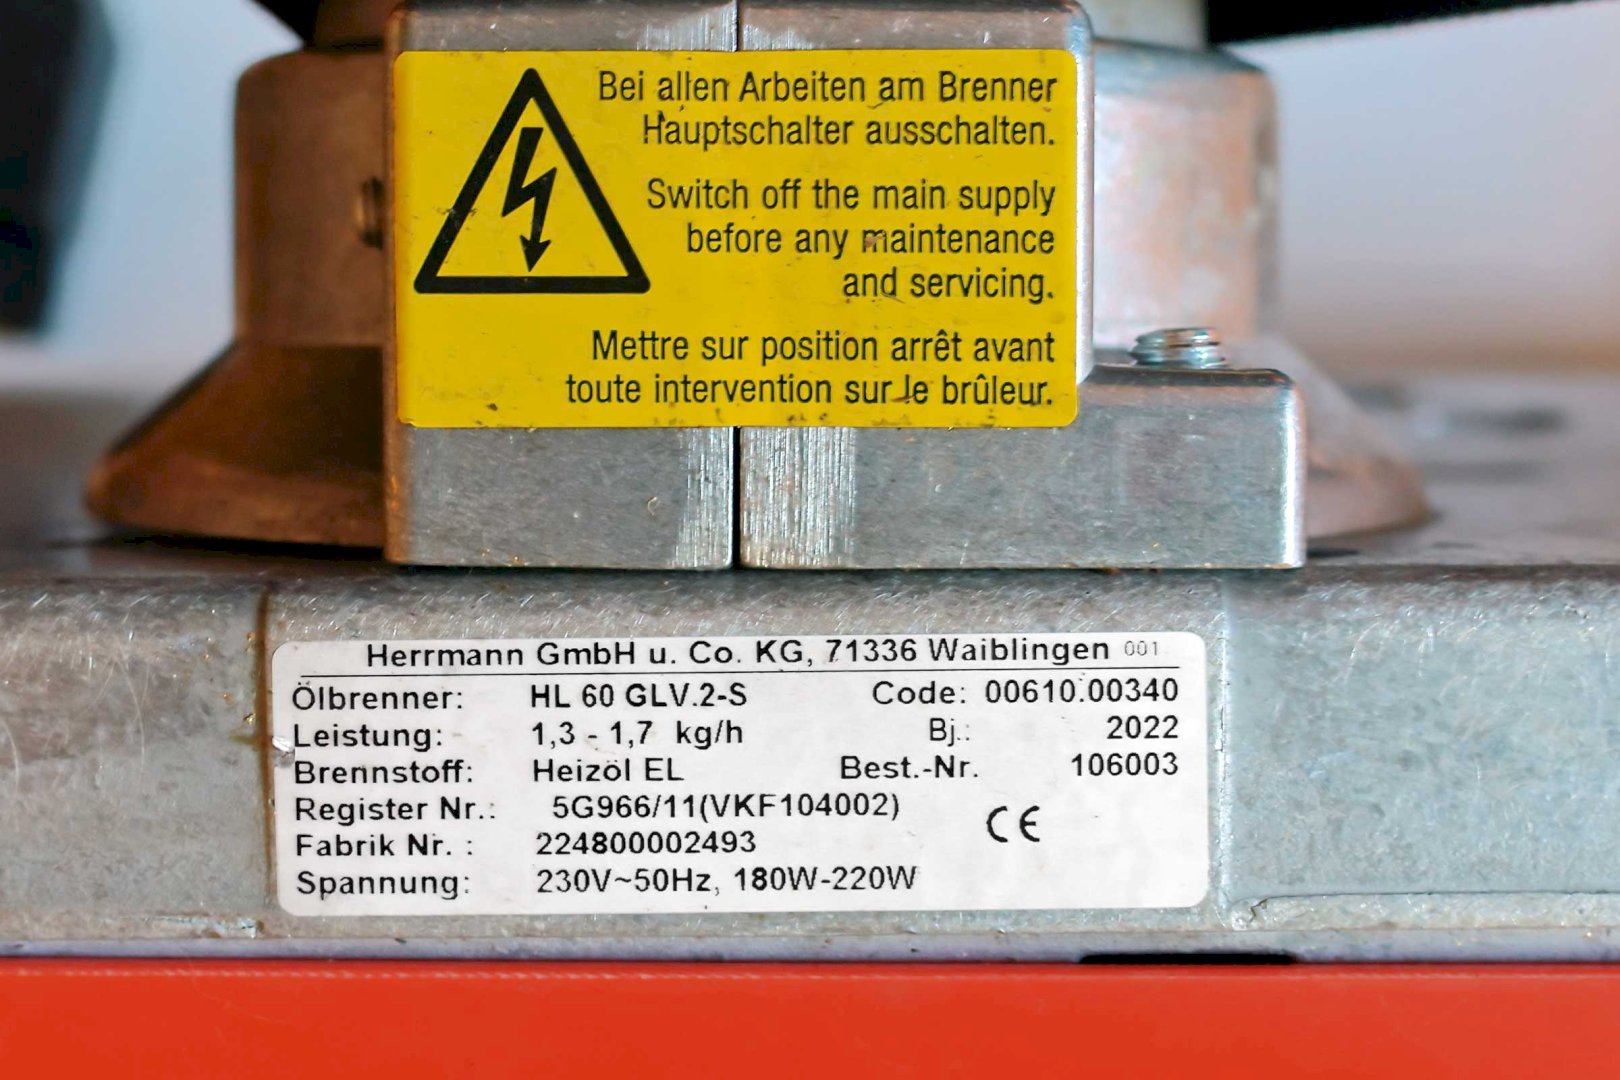 Bei allen Arbeiten am Brenner
Hauptschalter ausschalten.
Switch off the main supply
before any maintenance
and servicing.
Mettre sur position arrêt avant
toute intervention sur le brûleur.
Herrmann GmbH u. Co. KG, 71336 Waiblingen 001
Ölbrenner: HL 60 GLV.2-S Code: 00610.00340
Leistung: 1,3 - 1,7 kg/h Bj.: 2022
Brennstoff: Heizöl EL Best.-Nr. 106003
Register Nr.: 5G966/11(VKF104002)
Fabrik Nr. : 224800002493
Spannung: 230V~50Hz, 180W-220W
CE